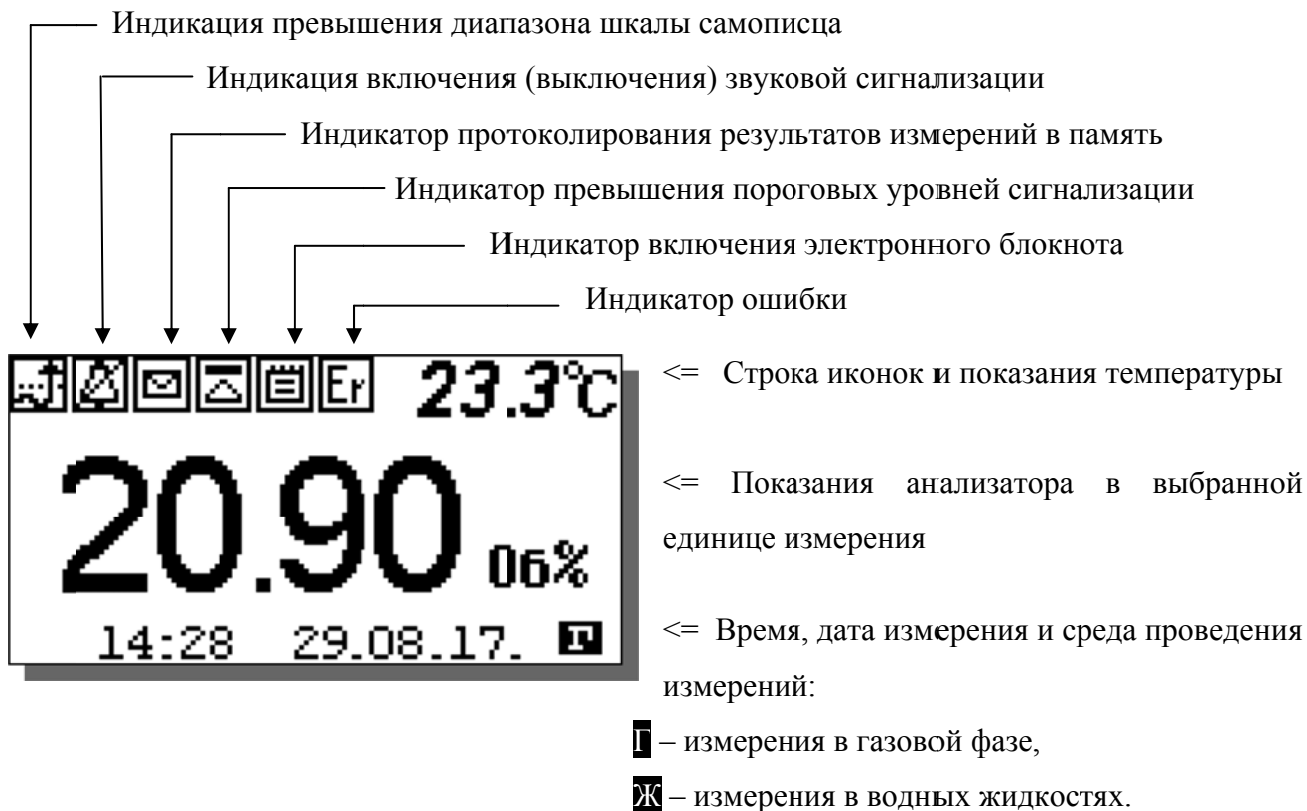 Индикация превышения диапазона шкалы самописца
Индикация включения (выключения) звуковой сигнализации
Индикатор протоколирования результатов измерений в память
Индикатор превышения пороговых уровней сигнализации
Индикатор включения электронного блокнота
Индикатор ошибки
Er 23.3°C
<= Строка иконок и показания температуры
20.90 Об%
<= Показания анализатора в выбранной
единице измерения
14:28 29.08.17. Г
<= Время, дата измерения и среда проведения
измерений:
Г – измерения в газовой фазе,
Ж – измерения в водных жидкостях.